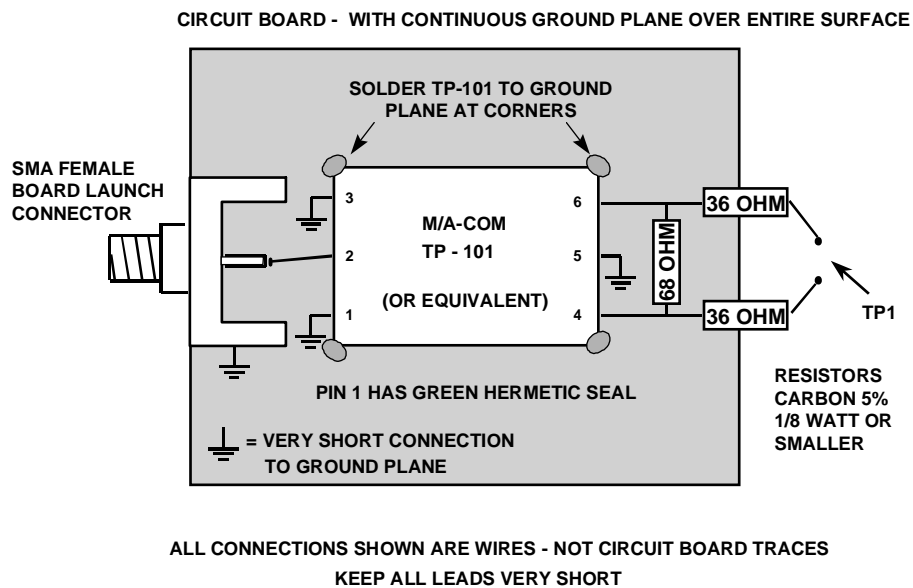 CIRCUIT BOARD - WITH CONTINUOUS GROUND PLANE OVER ENTIRE SURFACE
SOLDER TP-101 TO GROUND
PLANE AT CORNERS
SMA FEMALE
BOARD LAUNCH
CONNECTOR
3
2
1
M/A-COM
TP - 101
(OR EQUIVALENT)
6
5
4
36 OHM
68 OHM
36 OHM
TP1
RESISTORS
CARBON 5%
1/8 WATT OR
SMALLER
PIN 1 HAS GREEN HERMETIC SEAL
= VERY SHORT CONNECTION
TO GROUND PLANE
ALL CONNECTIONS SHOWN ARE WIRES - NOT CIRCUIT BOARD TRACES
KEEP ALL LEADS VERY SHORT